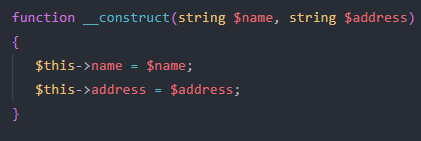 function __construct(string $name, string $address)
{
$this->name = $name;
$this->address = $address;
}